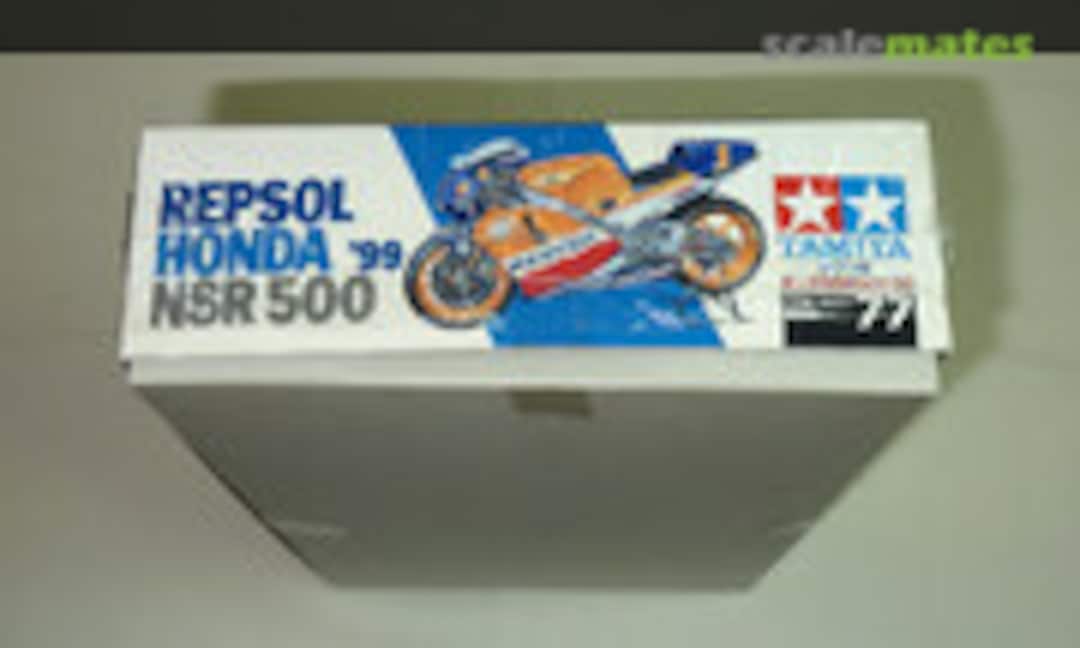 scalemates
REPSOL
HONDA '99
NSR 500
TAMIYA
77